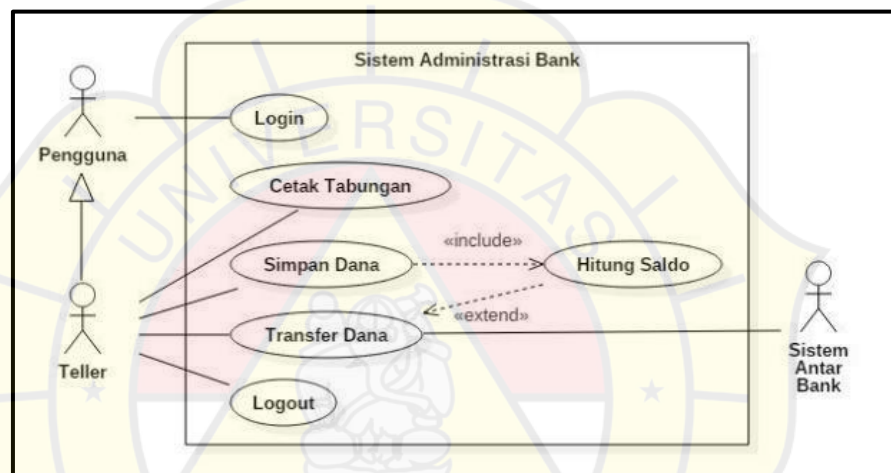 Sistem Administrasi Bank
Login
Pengguna
Cetak Tabungan
«include»
Simpan Dana
Hitung Saldo
«extend»
Transfer Dana
Teller
Sistem
Antar
Bank
Logout
UNIVERSITAS